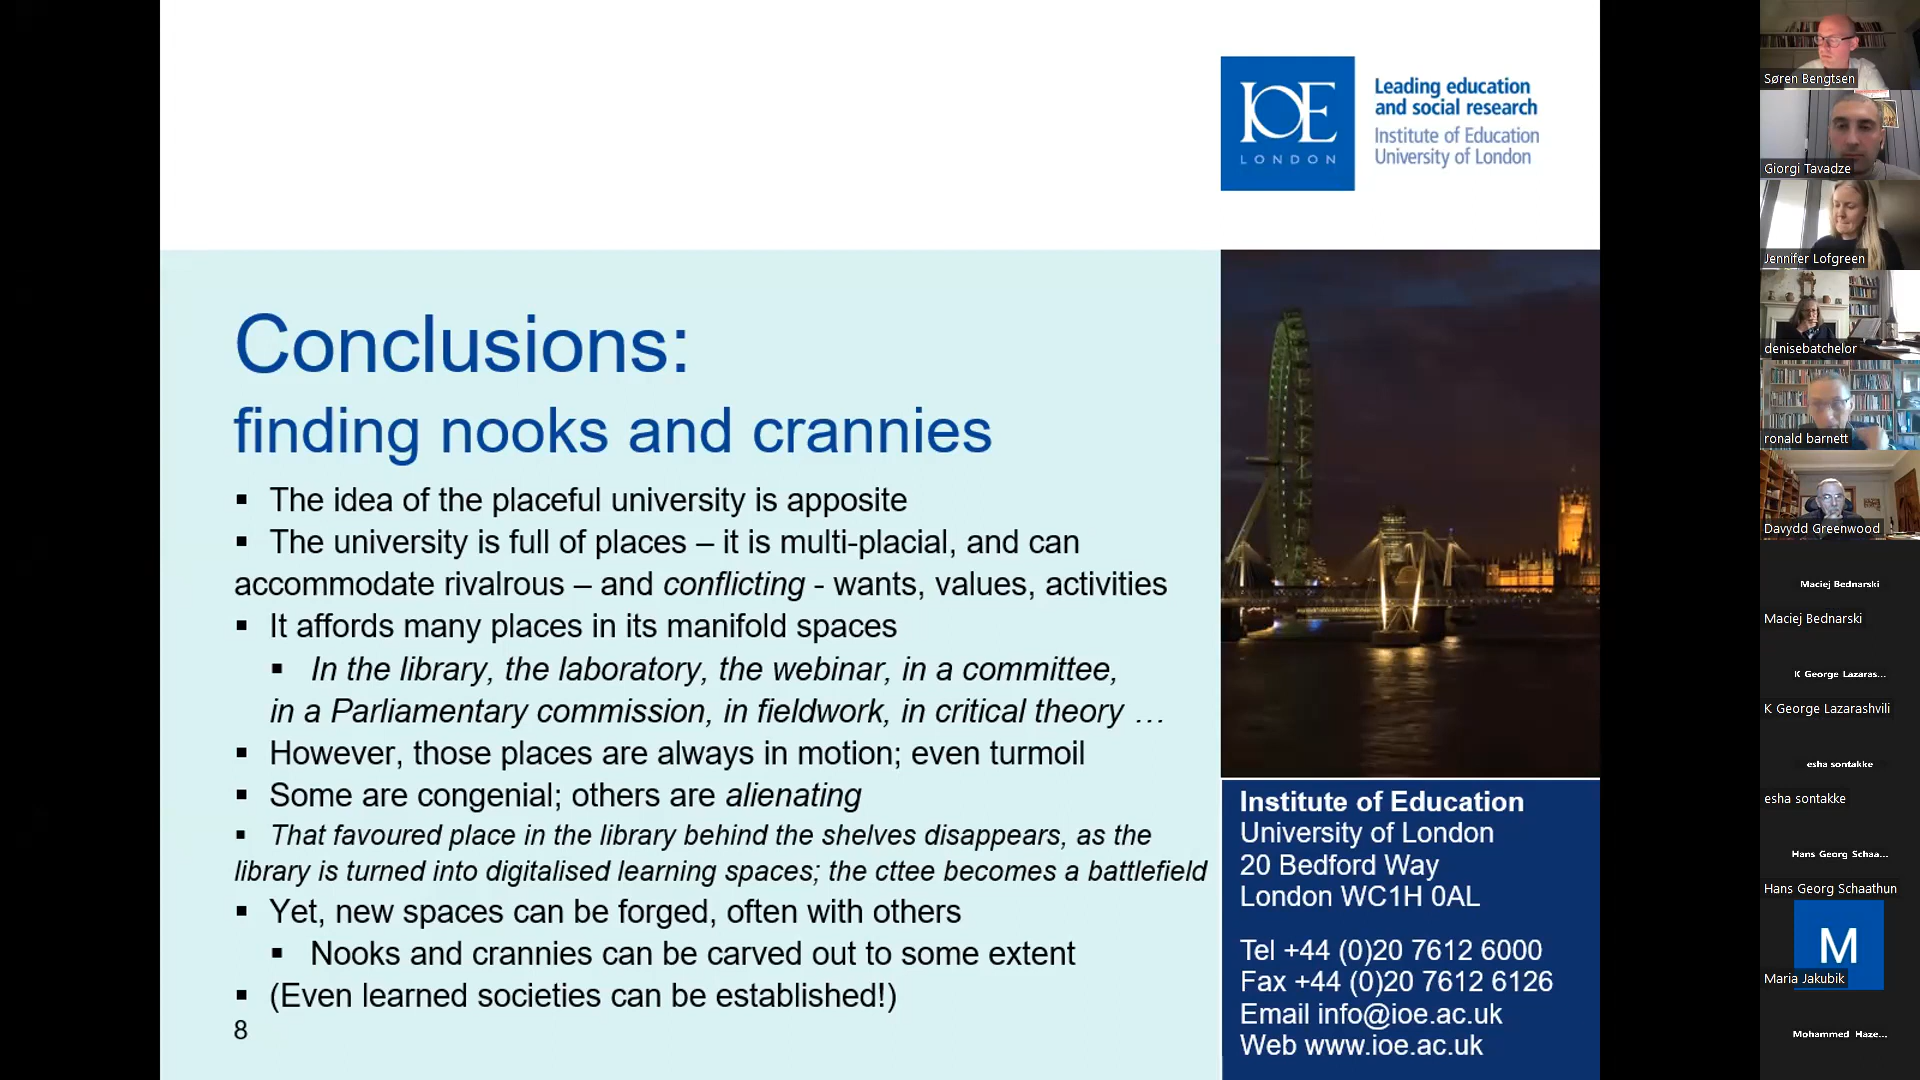 IOE
LONDON
Leading education
and social research
Institute of Education
University of London
Conclusions:
finding nooks and crannies
▪ The idea of the placeful university is apposite
▪ The university is full of places – it is multi-placial, and can
accommodate rivalrous – and conflicting - wants, values, activities
▪ It affords many places in its manifold spaces
▪ In the library, the laboratory, the webinar, in a committee,
in a Parliamentary commission, in fieldwork, in critical theory …
▪ However, those places are always in motion; even turmoil
▪ Some are congenial; others are alienating
▪ That favoured place in the library behind the shelves disappears, as the
library is turned into digitalised learning spaces; the cttee becomes a battlefield
▪ Yet, new spaces can be forged, often with others
▪ Nooks and crannies can be carved out to some extent
▪ (Even learned societies can be established!)
8
Institute of Education
University of London
20 Bedford Way
London WC1H 0AL
Tel +44 (0)20 7612 6000
Fax +44 (0)20 7612 6126
Email info@ioe.ac.uk
Web www.ioe.ac.uk
Søren Bengtsen
Giorgi Tavadze
Jennifer Lofgreen
denisebatchelor
ronald barnett
Davydd Greenwood
Maciej Bednarski
Maciej Bednarski
K George Lazaras...
K George Lazarashvili
esha sontakke
esha sontakke
Hans Georg Schaa...
Hans Georg Schaathun
M
Maria Jakubik
Mohammed Haze...